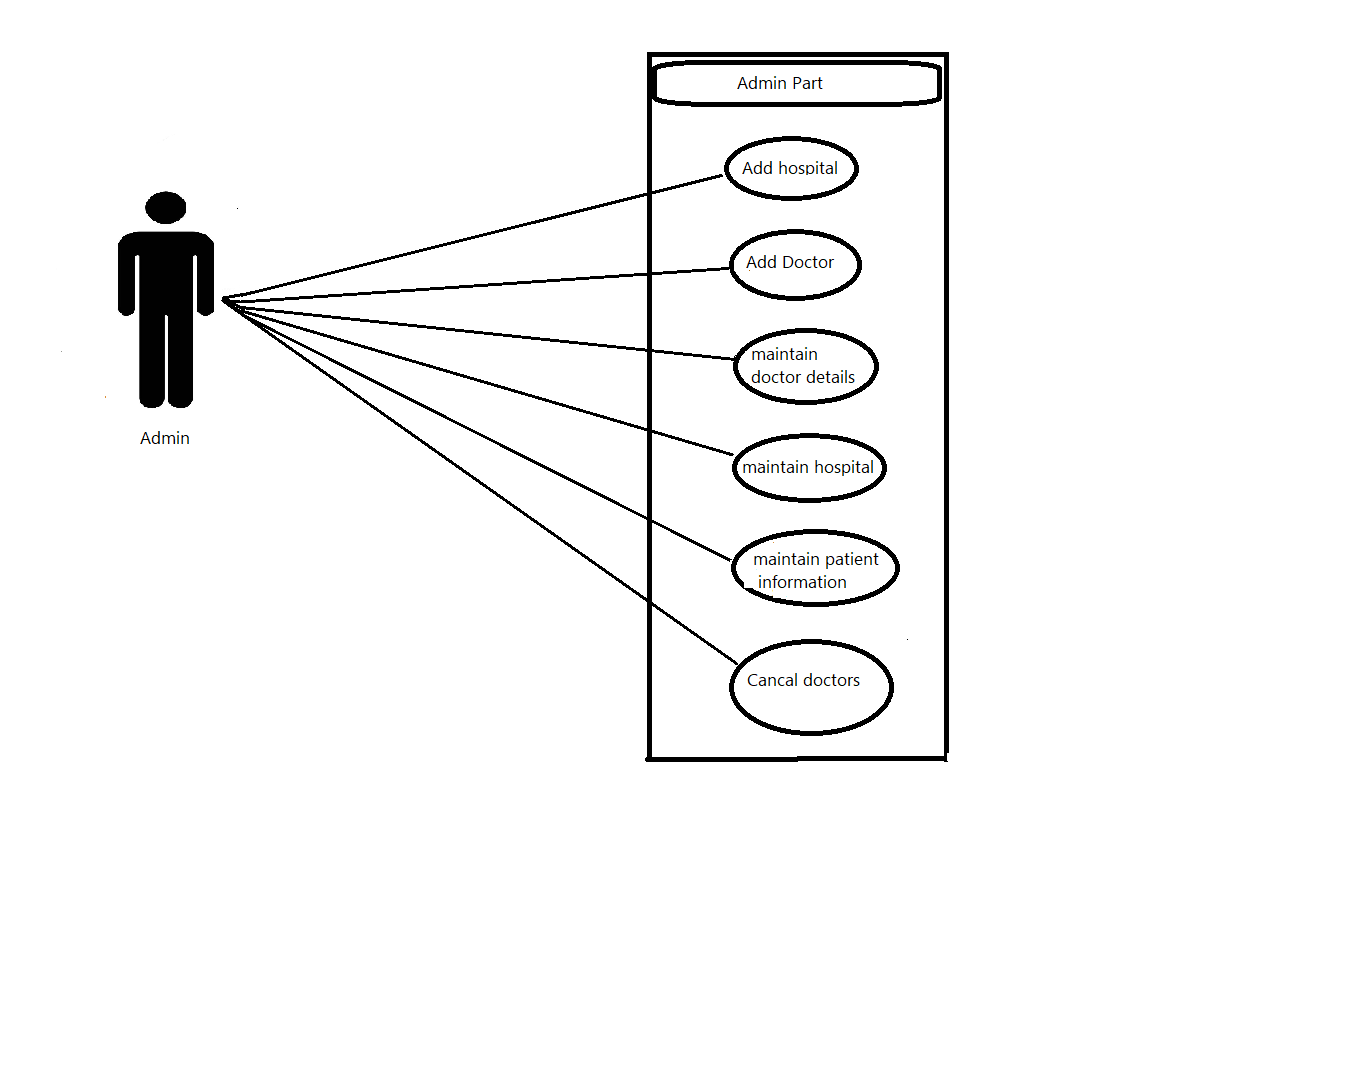 Admin Part
Add hospital
Add Doctor
maintain
doctor details
maintain hospital
maintain patient
information
Cancal doctors
Admin